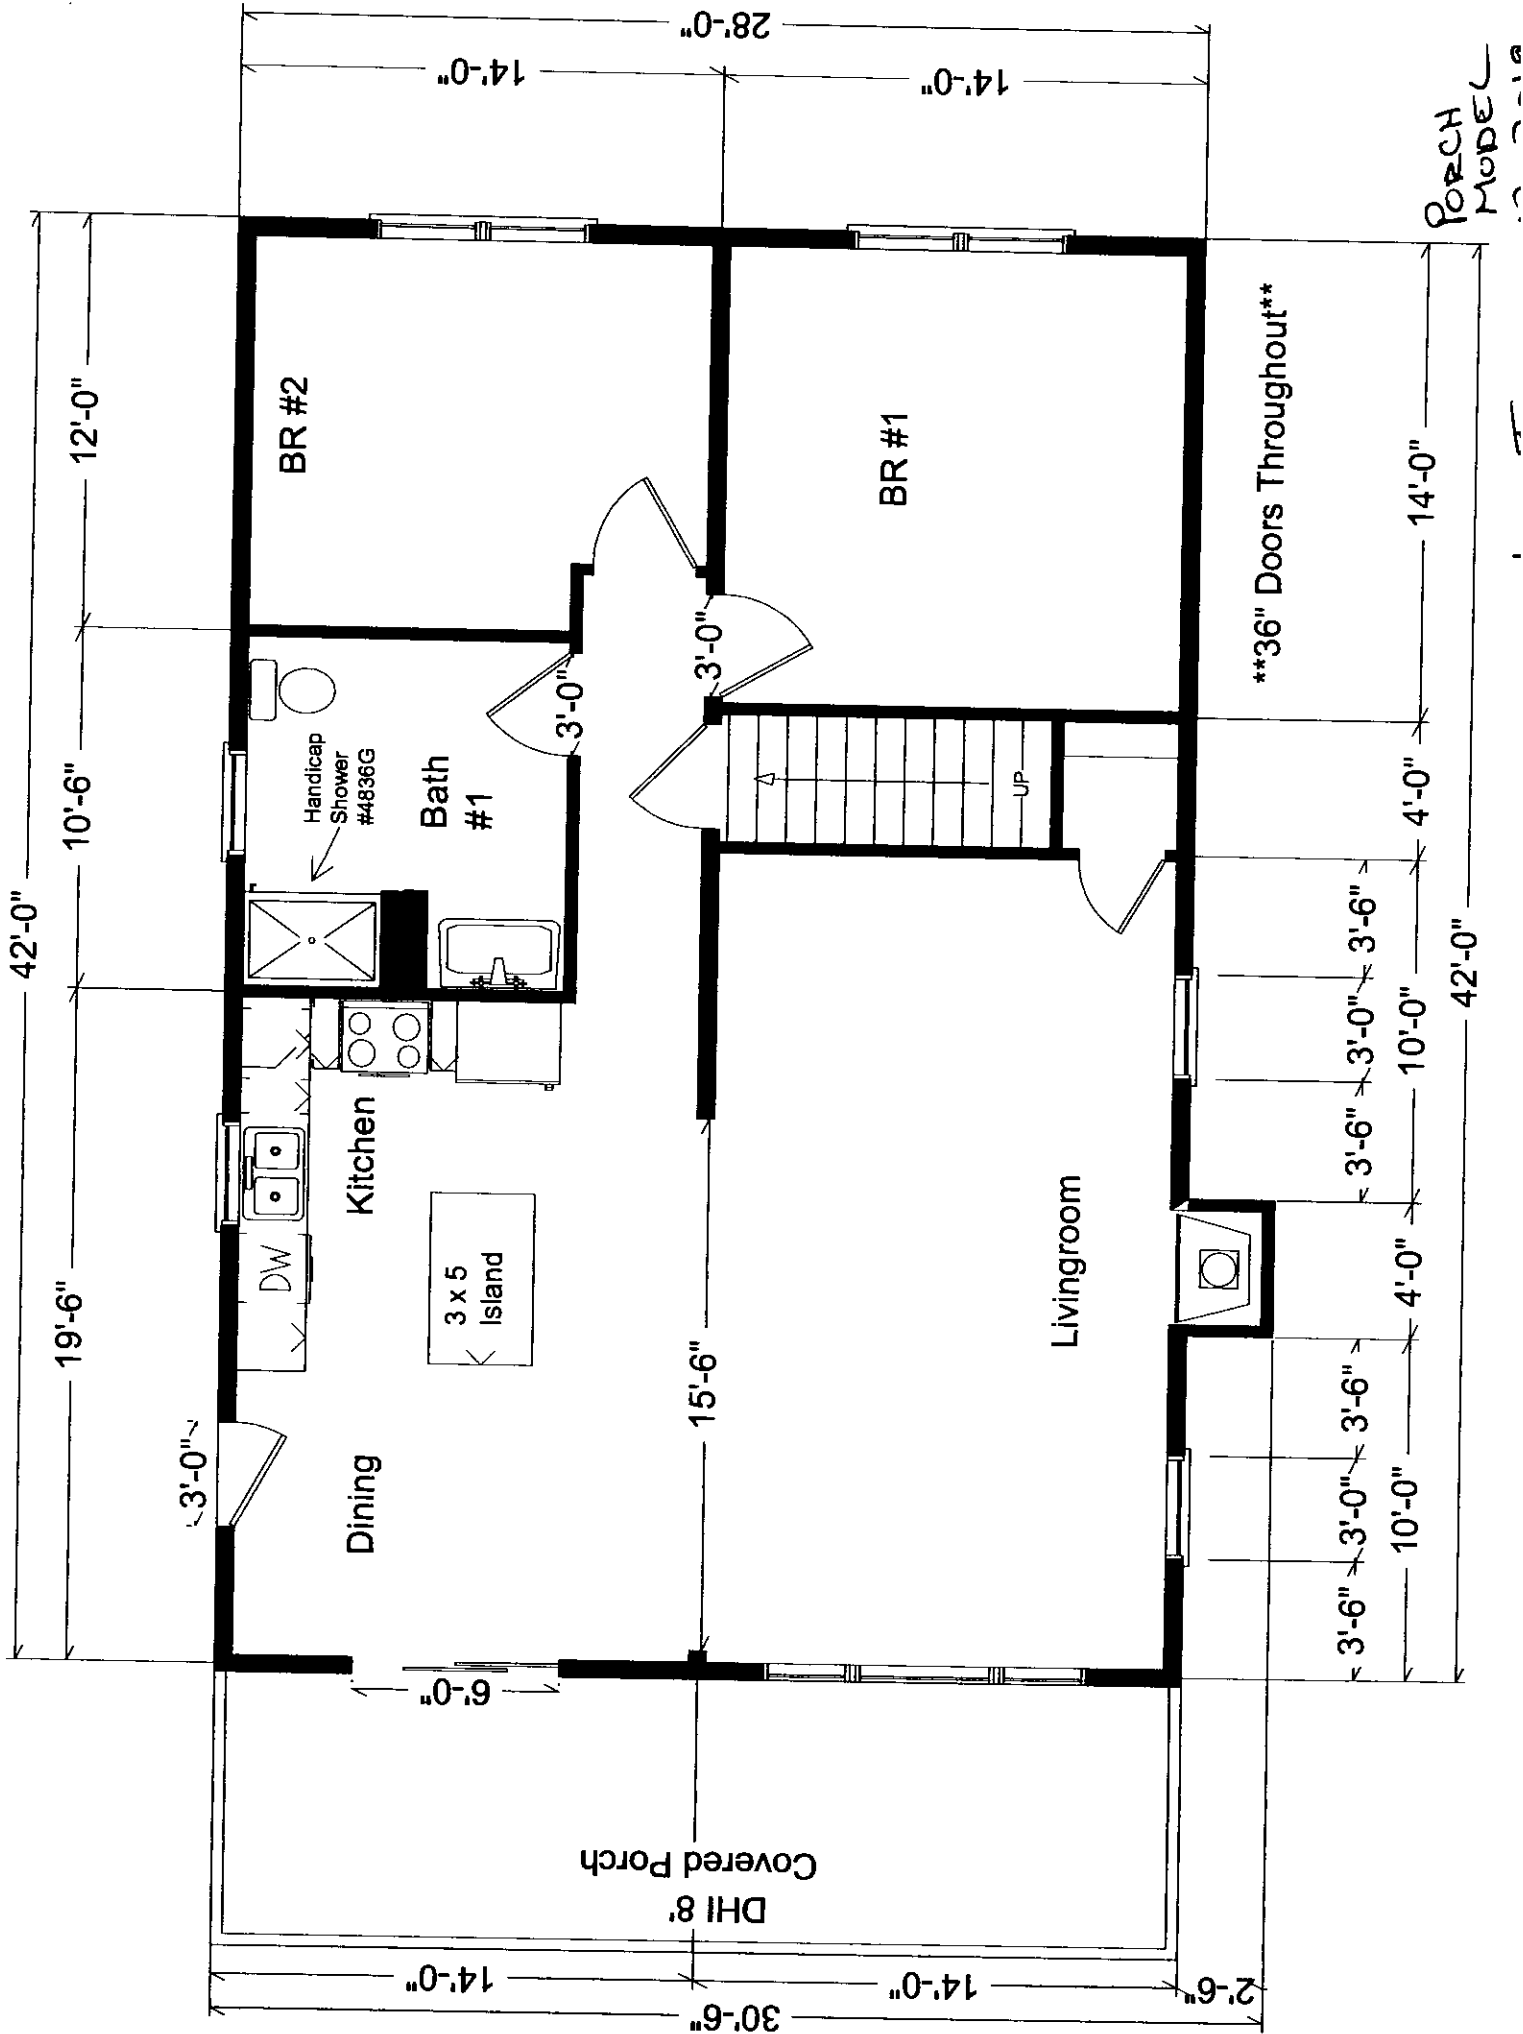 42'-0"
19'-6"
10'-6"
12'-0"
3'-0"
28'-0"
14'-0"
14'-0"
Dining
Kitchen
DW
3 x 5
Island
Handicap
Shower
#4836G
Bath
#1
BR #2
3'-0"
3'-0"
6'-0"
15'-6"
UP
BR #1
Livingroom
DHI 8'
Covered Porch
14'-0"
14'-0"
2'-6"
30'-6"
**36" Doors Throughout**
3'-6"
3'-0"
3'-6"
3'-6"
3'-0"
3'-6"
10'-0"
4'-0"
10'-0"
4'-0"
14'-0"
42'-0"
PORCH
MODEL